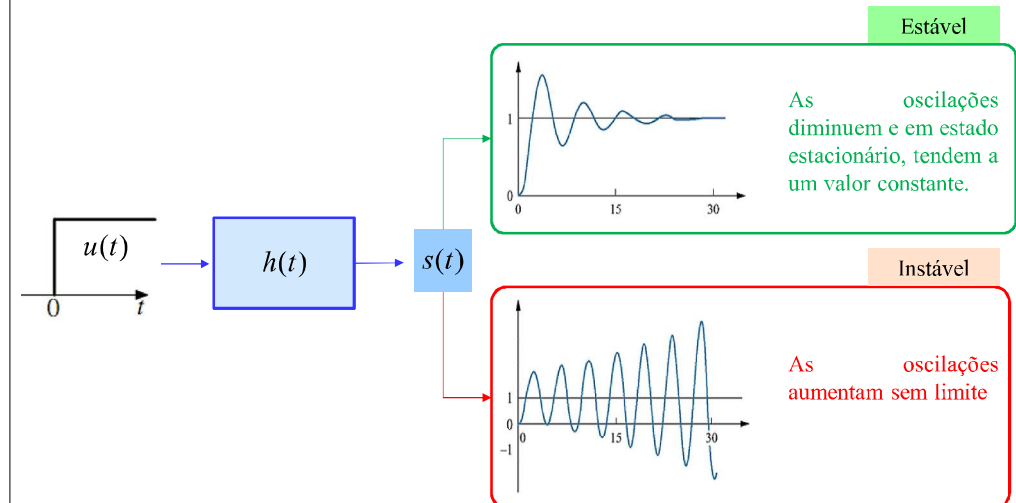 Estável
1
0
0
15
30
As oscilações
diminuem e em estado
estacionário, tendem a
um valor constante.
u(t)
0
t
h(t)
s(t)
Instável
1
0
−1
0
15
30
As oscilações
aumentam sem limite